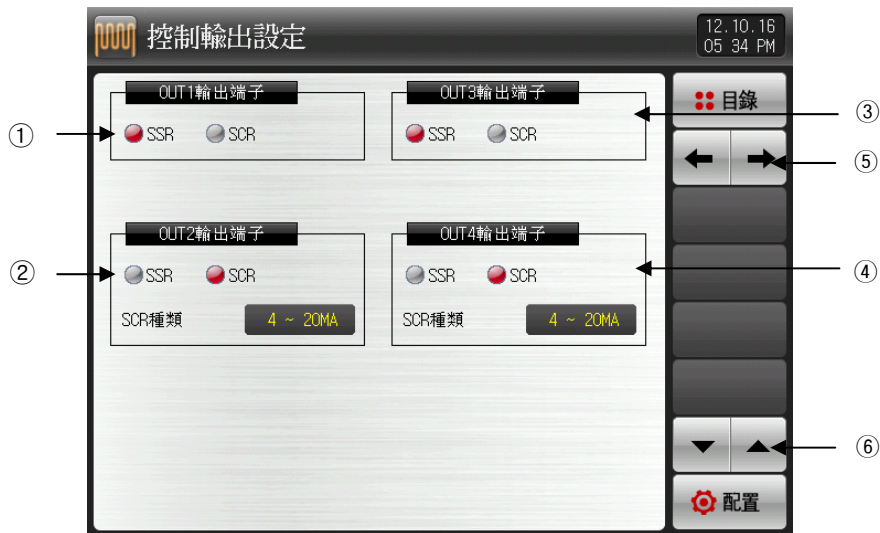 控制輸出設定
12.10.16
05 34 PM
OUT1輸出端子
SSR SCR
①
OUT3輸出端子
SSR SCR
③
目錄
⑤
OUT2輸出端子
SSR SCR
SCR種類 4 ~ 20MA
②
OUT4輸出端子
SSR SCR
SCR種類 4 ~ 20MA
④
⑥
配置